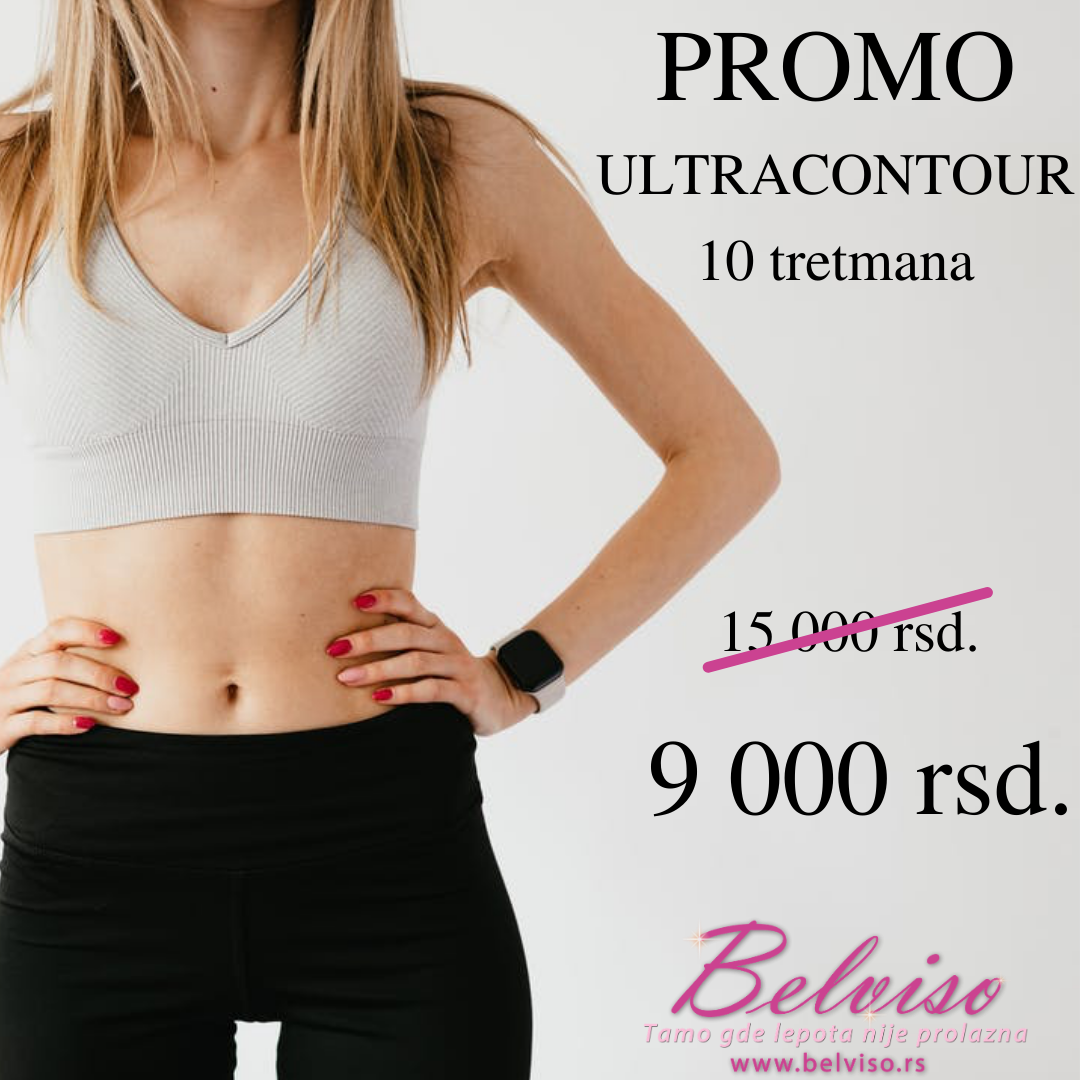 PROMO
ULTRACONTOUR
10 tretmana
15 000 rsd.
9 000 rsd.
Belviso
Tamo gde lepota nije prolazna
www.belviso.rs